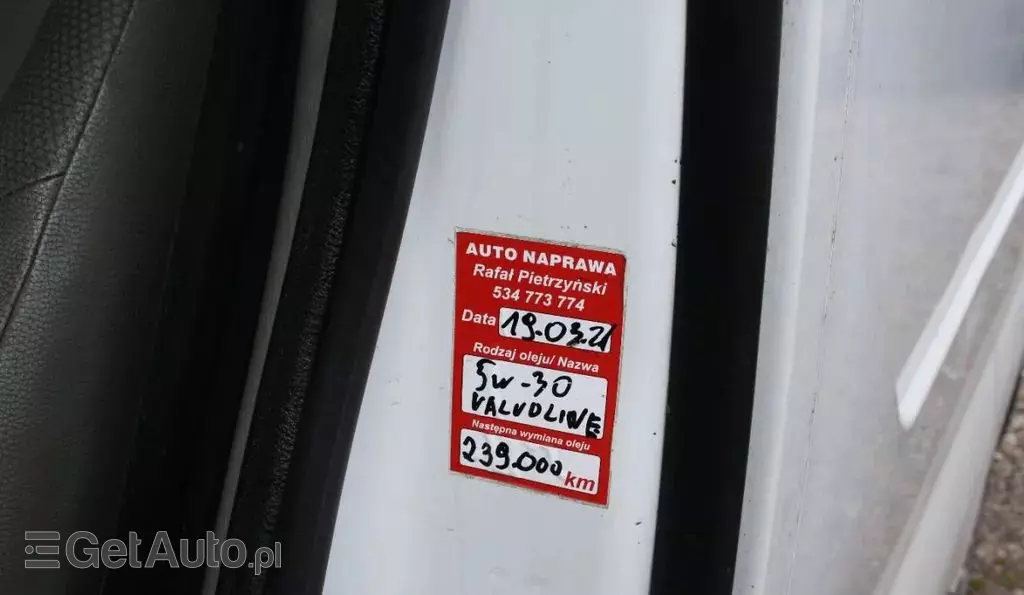 AUTO NAPRAWA
Rafał Pietrzyński
534 773 774
Data 19.03.21
Rodzaj oleju/ Nazwa
5W-30
VALVOLINE
Następna wymiana oleju
239.000 km
GetAuto.pl